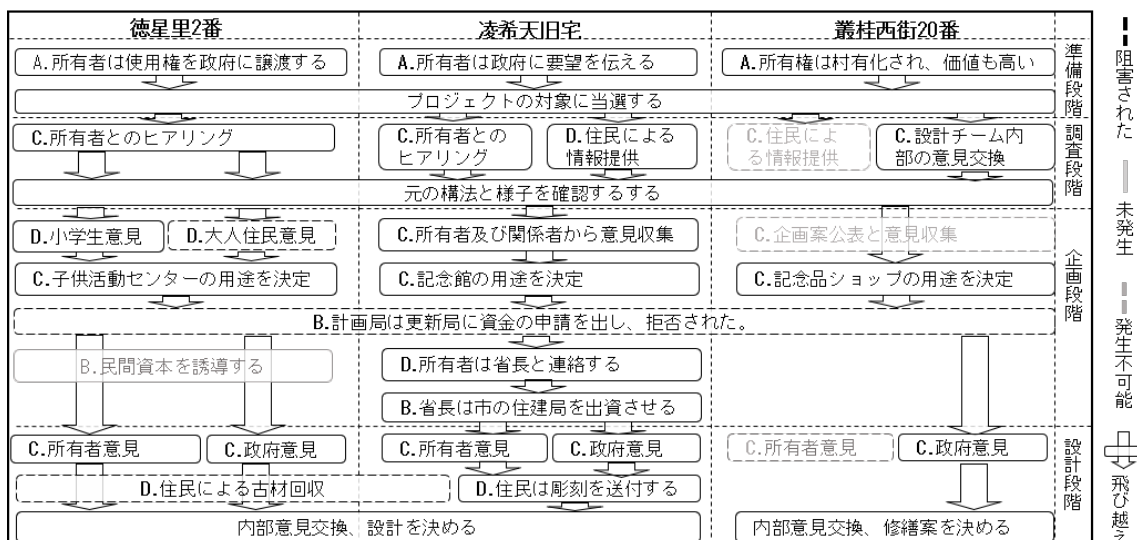 徳星里2番
凌希天旧宅
叢桂西街20番
A.所有者は使用権を政府に譲渡する
A.所有者は政府に要望を伝える
A.所有権は村有化され、価値も高い
プロジェクトの対象に当選する
準備段階
C.所有者とのヒアリング
C.所有者との
ヒアリング
D.住民による
情報提供
C.住民によ
る情報提供
C.設計チーム内
部の意見交換
元の構法と様子を確認するする
調査段階
D.小学生意見
D.大人住民意見
C.所有者及び関係者から意見収集
C.企画案公表と意見収集
C.子供活動センターの用途を決定
C.記念館の用途を決定
C.記念品ショップの用途を決定
B.計画局は更新局に資金の申請を出し、拒否された。
B.民間資本を誘導する
D.所有者は省長と連絡する
B.省長は市の住建局を出資させる
企画段階
C.所有者意見
C.政府意見
C.所有者意見
C.政府意見
C.所有者意見
C.政府意見
D.住民による古材回収
D.住民は彫刻を送付する
内部意見交換、設計を決める
内部意見交換、修繕案を決める
設計段階
阻害された
未発生
発生不可能
飛び越え